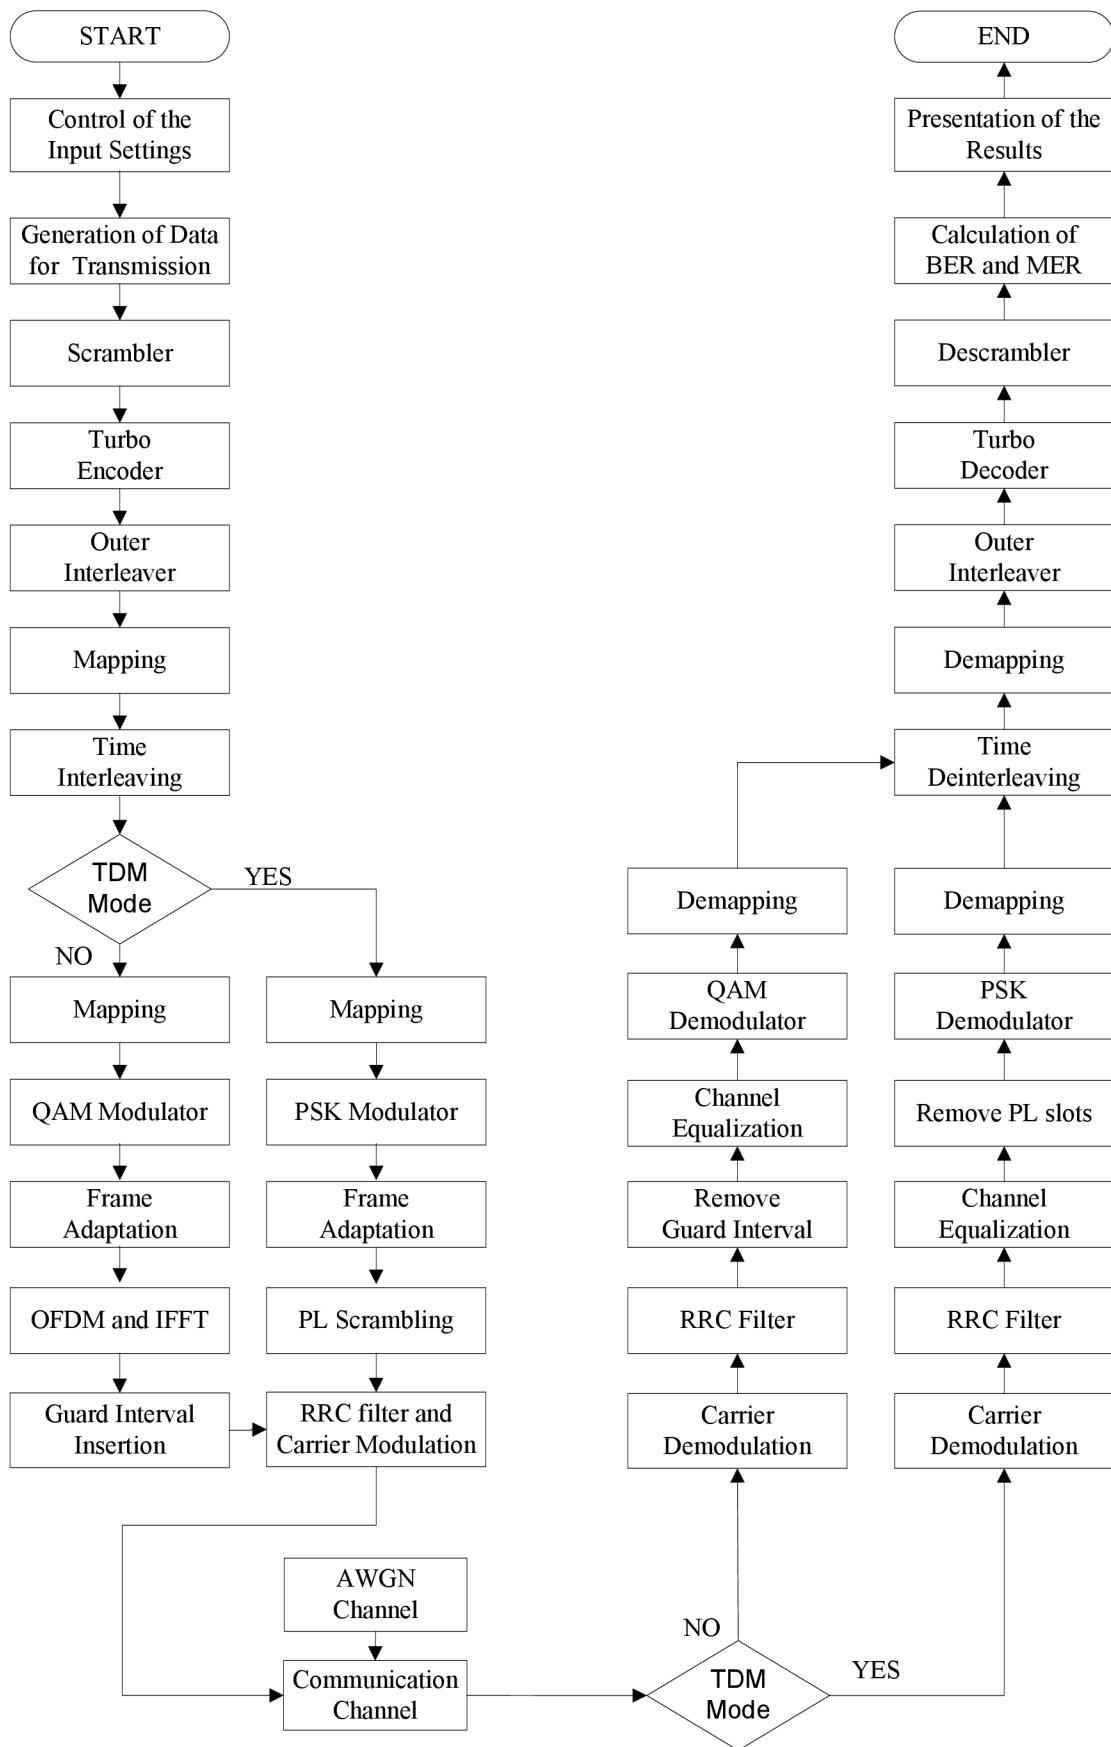 START
Control of the
Input Settings
Generation of Data
for Transmission
Scrambler
Turbo
Encoder
Outer
Interleaver
Mapping
Time
Interleaving
TDM
Mode
YES
NO
Mapping
QAM Modulator
Frame
Adaptation
OFDM and IFFT
Guard Interval
Insertion
Mapping
PSK Modulator
Frame
Adaptation
PL Scrambling
RRC filter and
Carrier Modulation
AWGN
Channel
Communication
Channel
TDM
Mode
NO
YES
Carrier
Demodulation
RRC Filter
Remove
Guard Interval
Channel
Equalization
QAM
Demodulator
Demapping
Carrier
Demodulation
RRC Filter
Channel
Equalization
Remove PL slots
PSK
Demodulator
Demapping
Time
Deinterleaving
Demapping
Outer
Interleaver
Turbo
Decoder
Descrambler
Calculation of
BER and MER
Presentation of the
Results
END